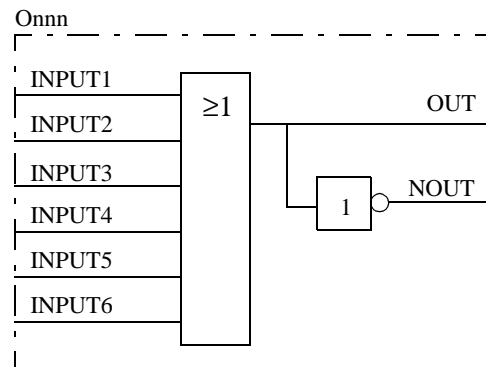 Onnn
INPUT1
≥1
OUT
INPUT2
INPUT3
NOUT
1
INPUT4
INPUT5
INPUT6